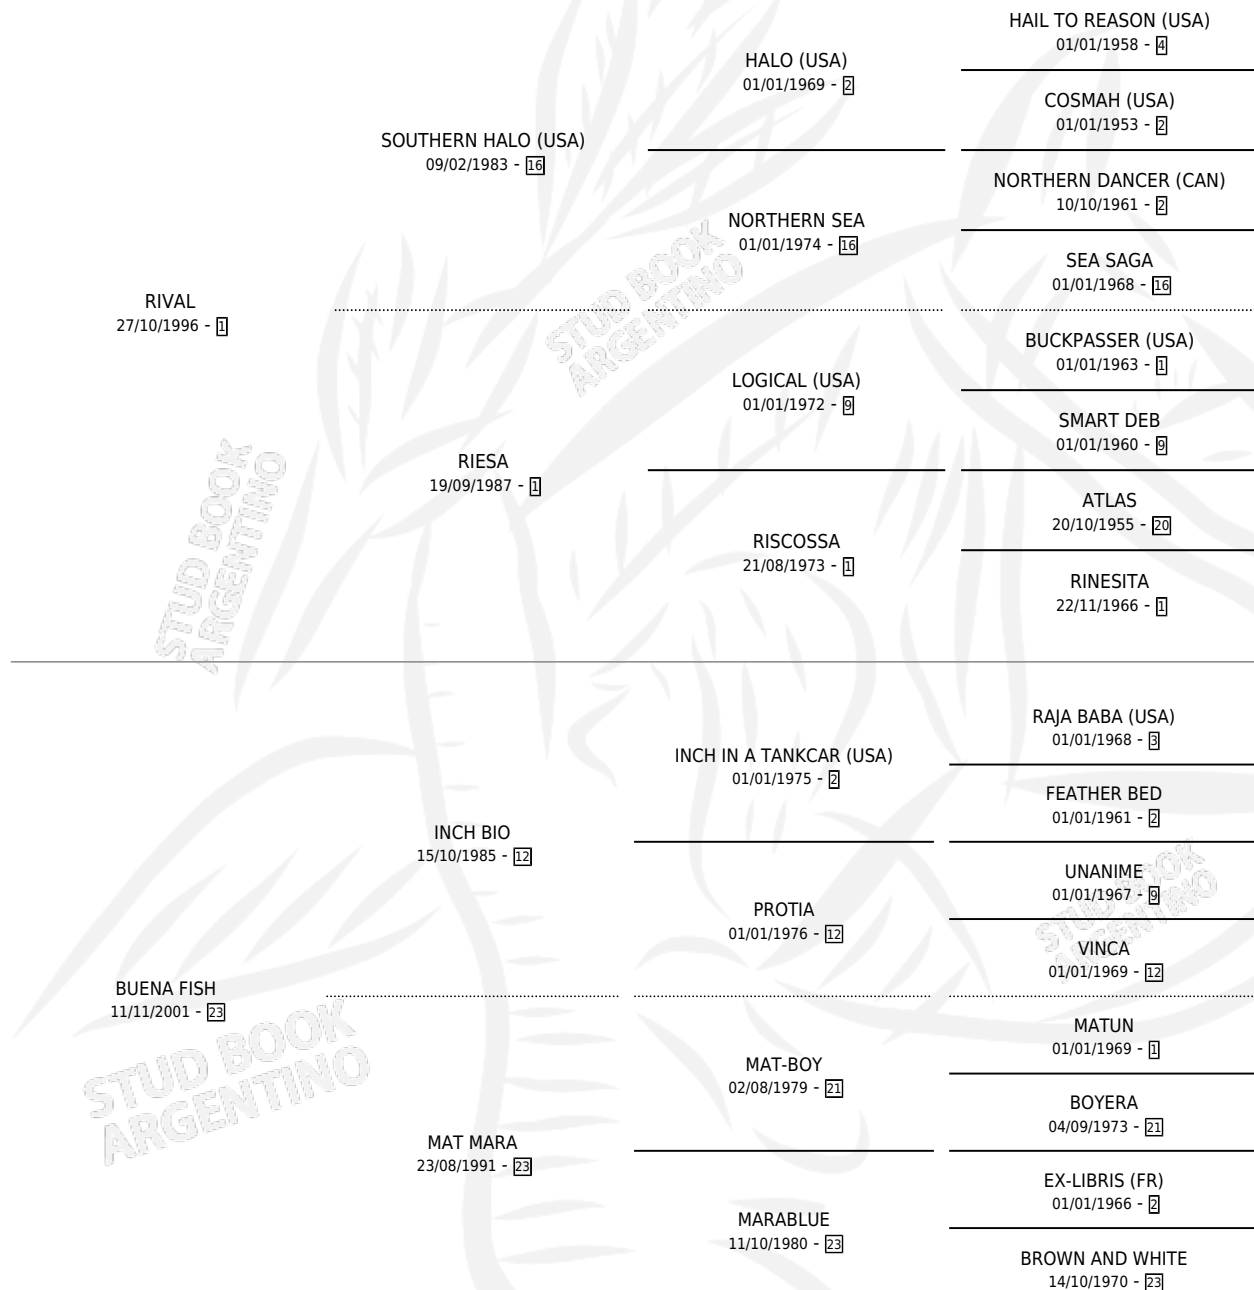 HAIL TO REASON (USA)
01/01/1958 - 4
HALO (USA)
01/01/1969 - 2
COSMAH (USA)
01/01/1953 - 2
SOUTHERN HALO (USA)
09/02/1983 - 16
NORTHERN DANCER (CAN)
10/10/1961 - 2
NORTHERN SEA
01/01/1974 - 16
SEA SAGA
01/01/1968 - 16
RIVAL
27/10/1996 - 1
BUCKPASSER (USA)
01/01/1963 - 1
LOGICAL (USA)
01/01/1972 - 9
SMART DEB
01/01/1960 - 9
RIESA
19/09/1987 - 1
ATLAS
20/10/1955 - 20
RISCOSSA
21/08/1973 - 1
RINESITA
22/11/1966 - 1
STUD BOOK
ARGENTINO
STUD BOOK
ARGENTINO
RAJA BABA (USA)
01/01/1968 - 3
INCH IN A TANKCAR (USA)
01/01/1975 - 2
FEATHER BED
01/01/1961 - 2
INCH BIO
15/10/1985 - 12
UNANIME
01/01/1967 - 9
PROTIA
01/01/1976 - 12
VINCA
01/01/1969 - 12
BUENA FISH
11/11/2001 - 23
MATUN
01/01/1969 - 1
MAT-BOY
02/08/1979 - 21
BOYERA
04/09/1973 - 21
MAT MARA
23/08/1991 - 23
EX-LIBRIS (FR)
01/01/1966 - 2
MARABLUE
11/10/1980 - 23
BROWN AND WHITE
14/10/1970 - 23
STUD BOOK
ARGENTINO
STUD BOOK
ARGENTINO